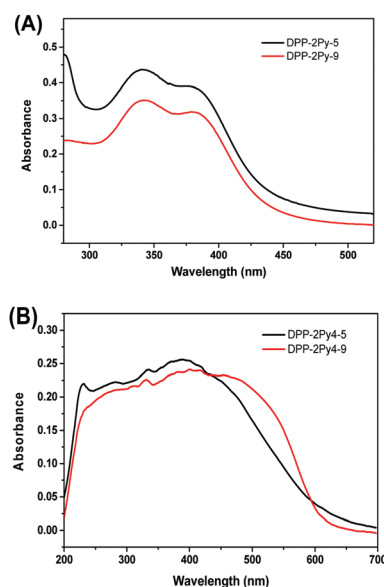 (A)
DPP-2Py-5
DPP-2Py-9
Absorbance
0.5
0.4
0.3
0.2
0.1
0.0
300 350 400 450 500
Wavelength (nm)
(B)
DPP-2Py4-5
DPP-2Py4-9
Absorbance
0.30
0.25
0.20
0.15
0.10
0.05
0.00
200 300 400 500 600 700
Wavelength (nm)